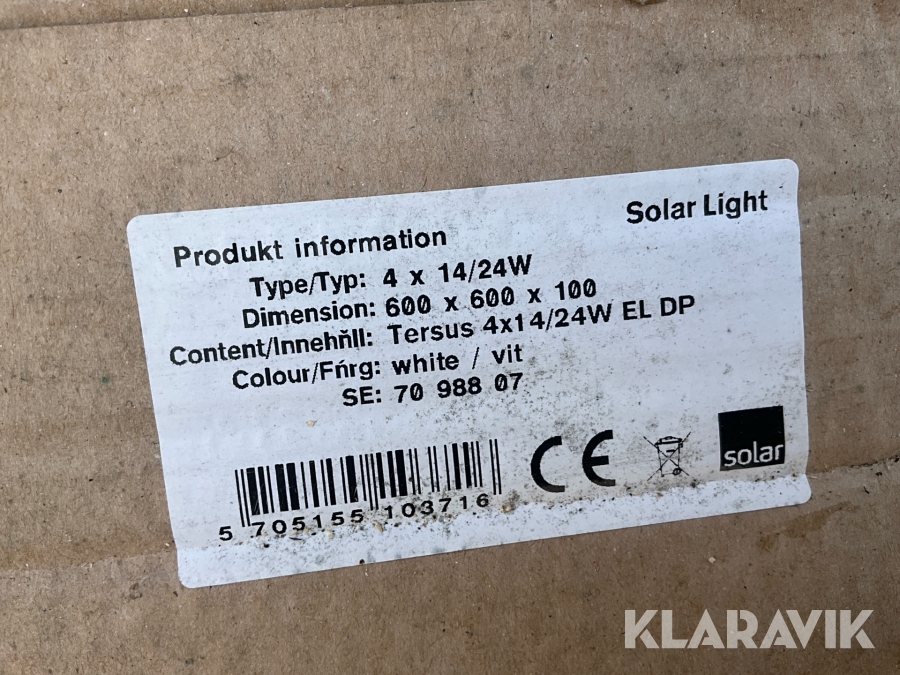 Solar Light
Produkt information
Type/Typ: 4 x 14/24W
Dimension: 600 x 600 x 100
Content/Innehňll: Tersus 4x14/24W EL DP
Colour/Fńrg: white / vit
SE: 70 988 07
CE
solar
5 705155 103716
KLARAVIK